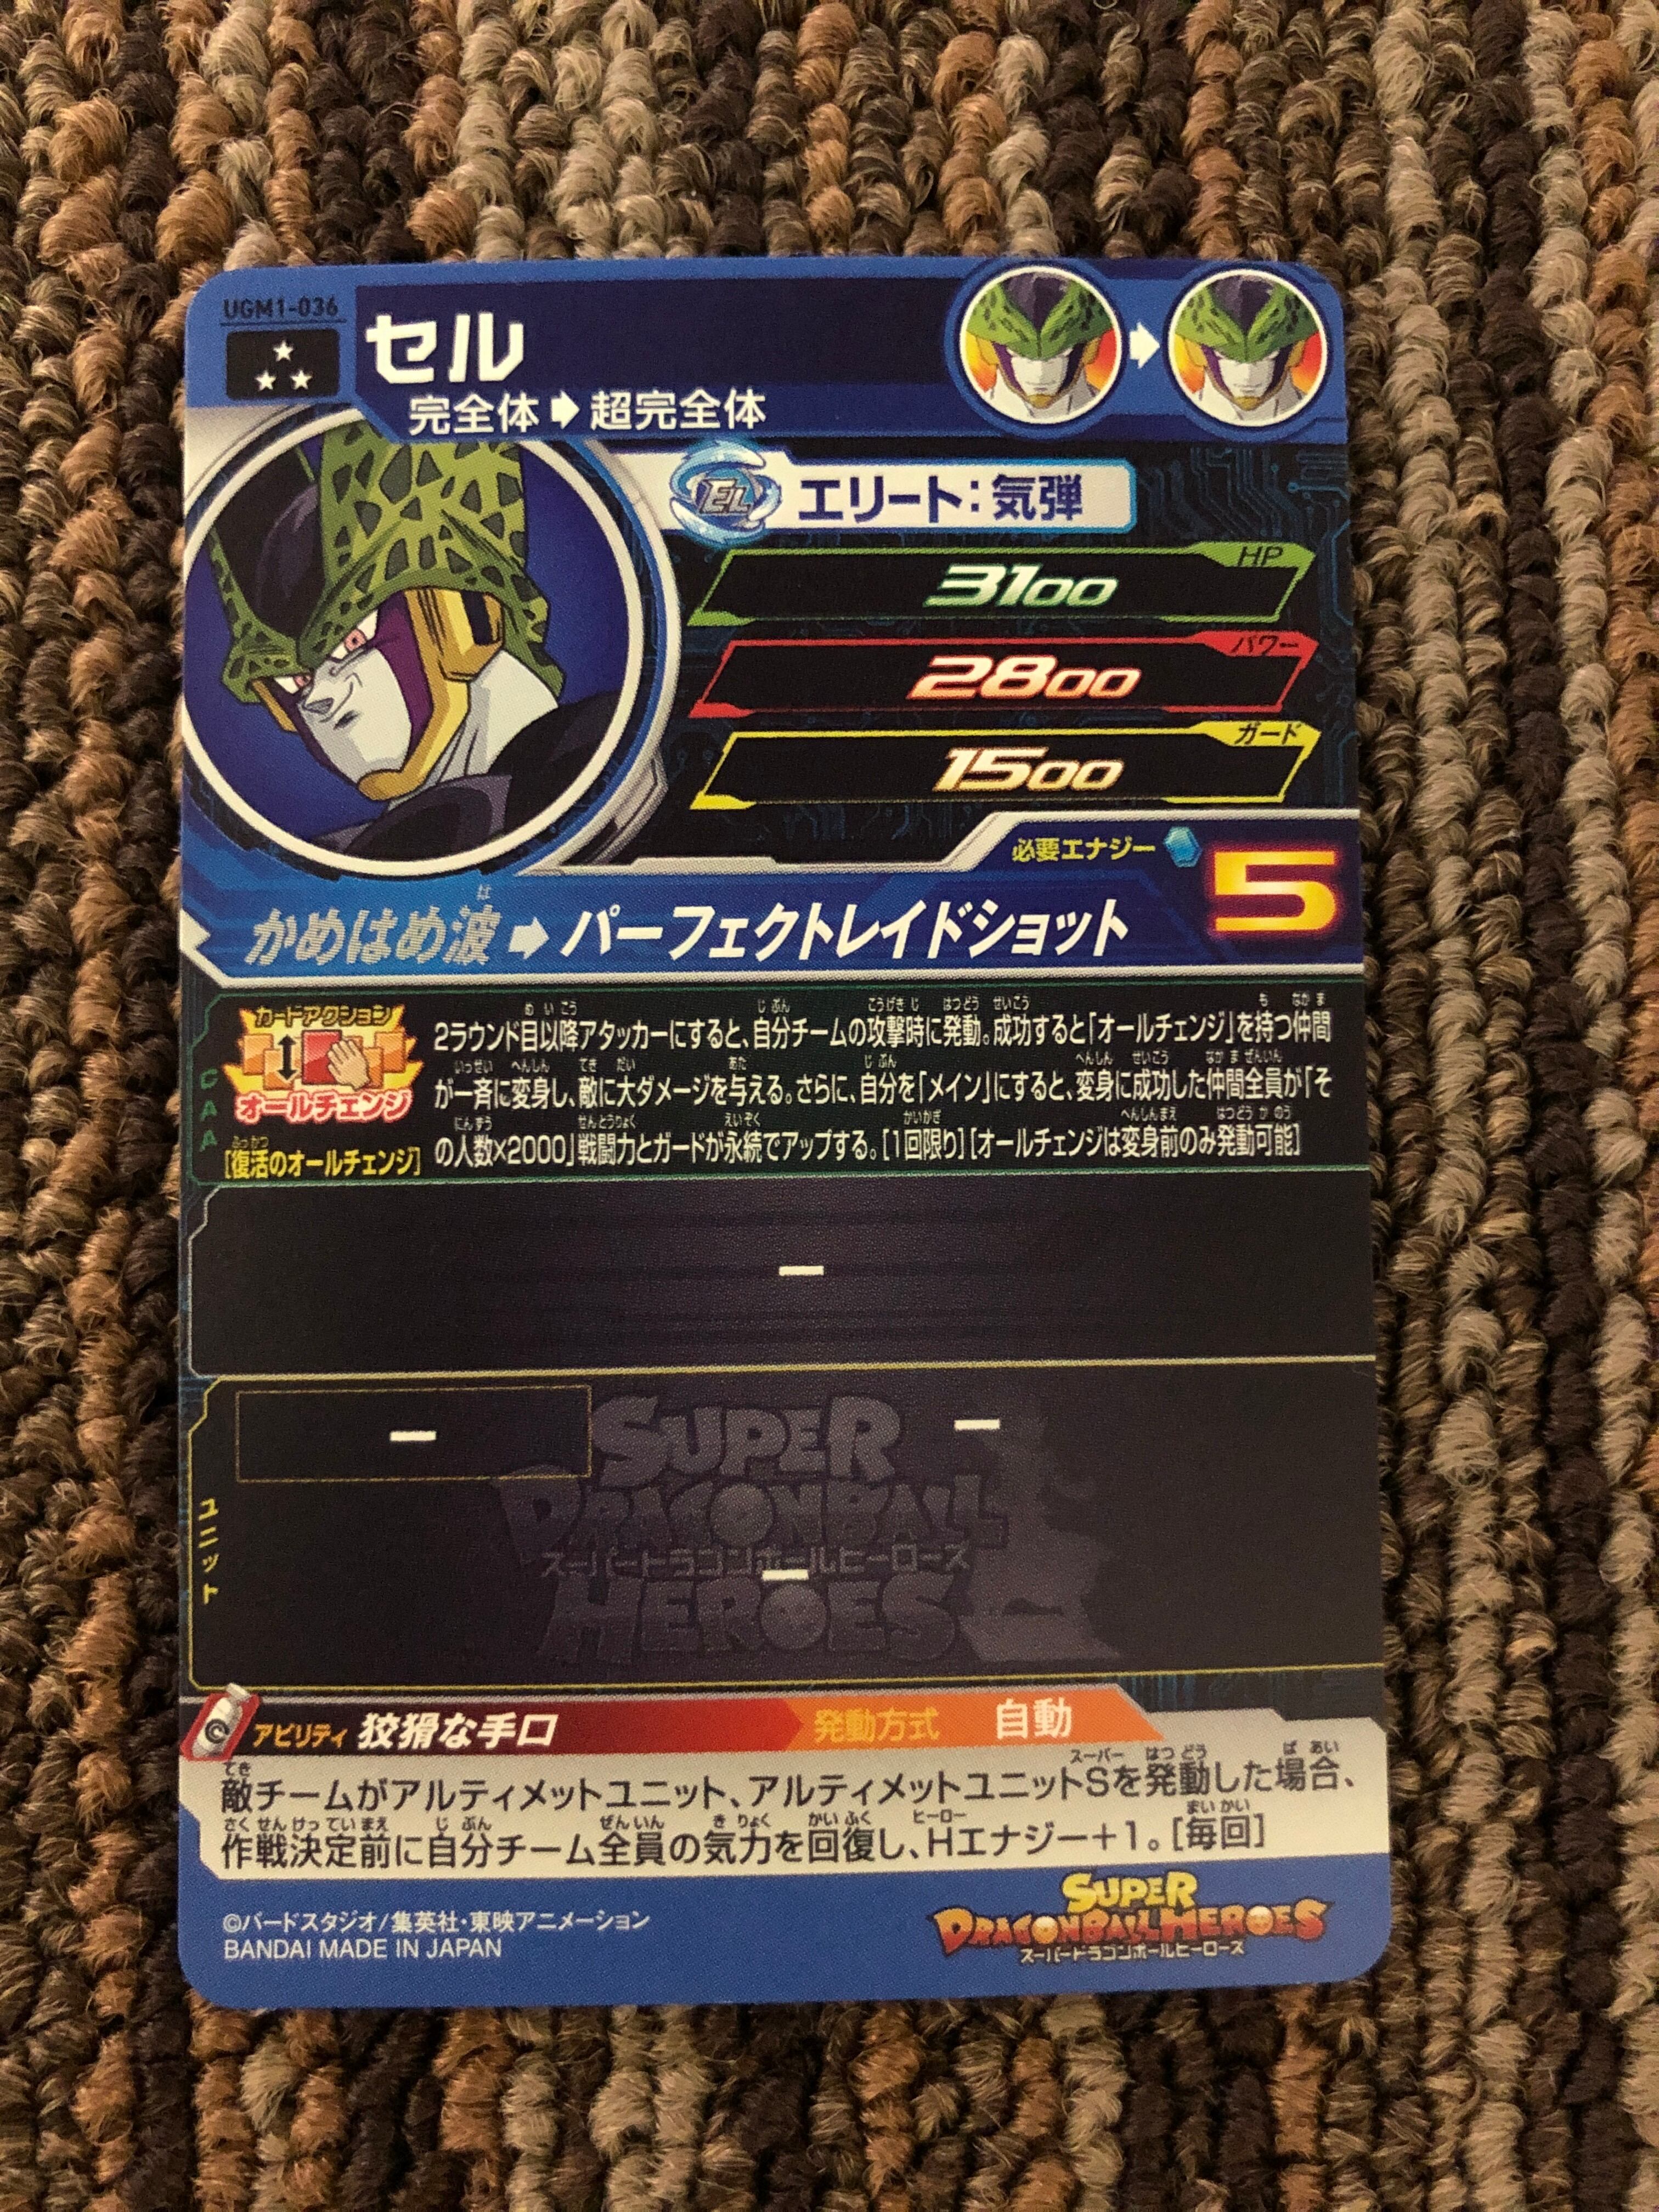 UGM1-036
セル
完全体➡超完全体
EL エリート：気弾
HP
3100
パワー
2800
ガード
1500
必要エナジー 5
かめはめ波➡パーフェクトレイドショット
CAA
カードアクション
オールチェンジ
[復活のオールチェンジ]
2ラウンド目以降アタッカーにすると、自分チームの攻撃時に発動。成功すると「オールチェンジ」を持つ仲間
が一斉に変身し、敵に大ダメージを与える。さらに、自分を「メイン」にすると、変身に成功した仲間全員が「そ
の人数×2000」戦闘力とガードが永続でアップする。[1回限り][オールチェンジは変身前のみ発動可能]
ー
ー
ー
ユニット
SUPER
DRAGONBALL
スーパードラゴンボールヒーローズ
HEROES
ー
アビリティ 狡猾な手口 発動方式 自動
敵チームがアルティメットユニット、アルティメットユニットSを発動した場合、
作戦決定前に自分チーム全員の気力を回復し、Hエナジー＋1。[毎回]
©バードスタジオ/集英社・東映アニメーション
BANDAI MADE IN JAPAN
SUPER
DRAGONBALL HEROES
スーパードラゴンボールヒーローズ